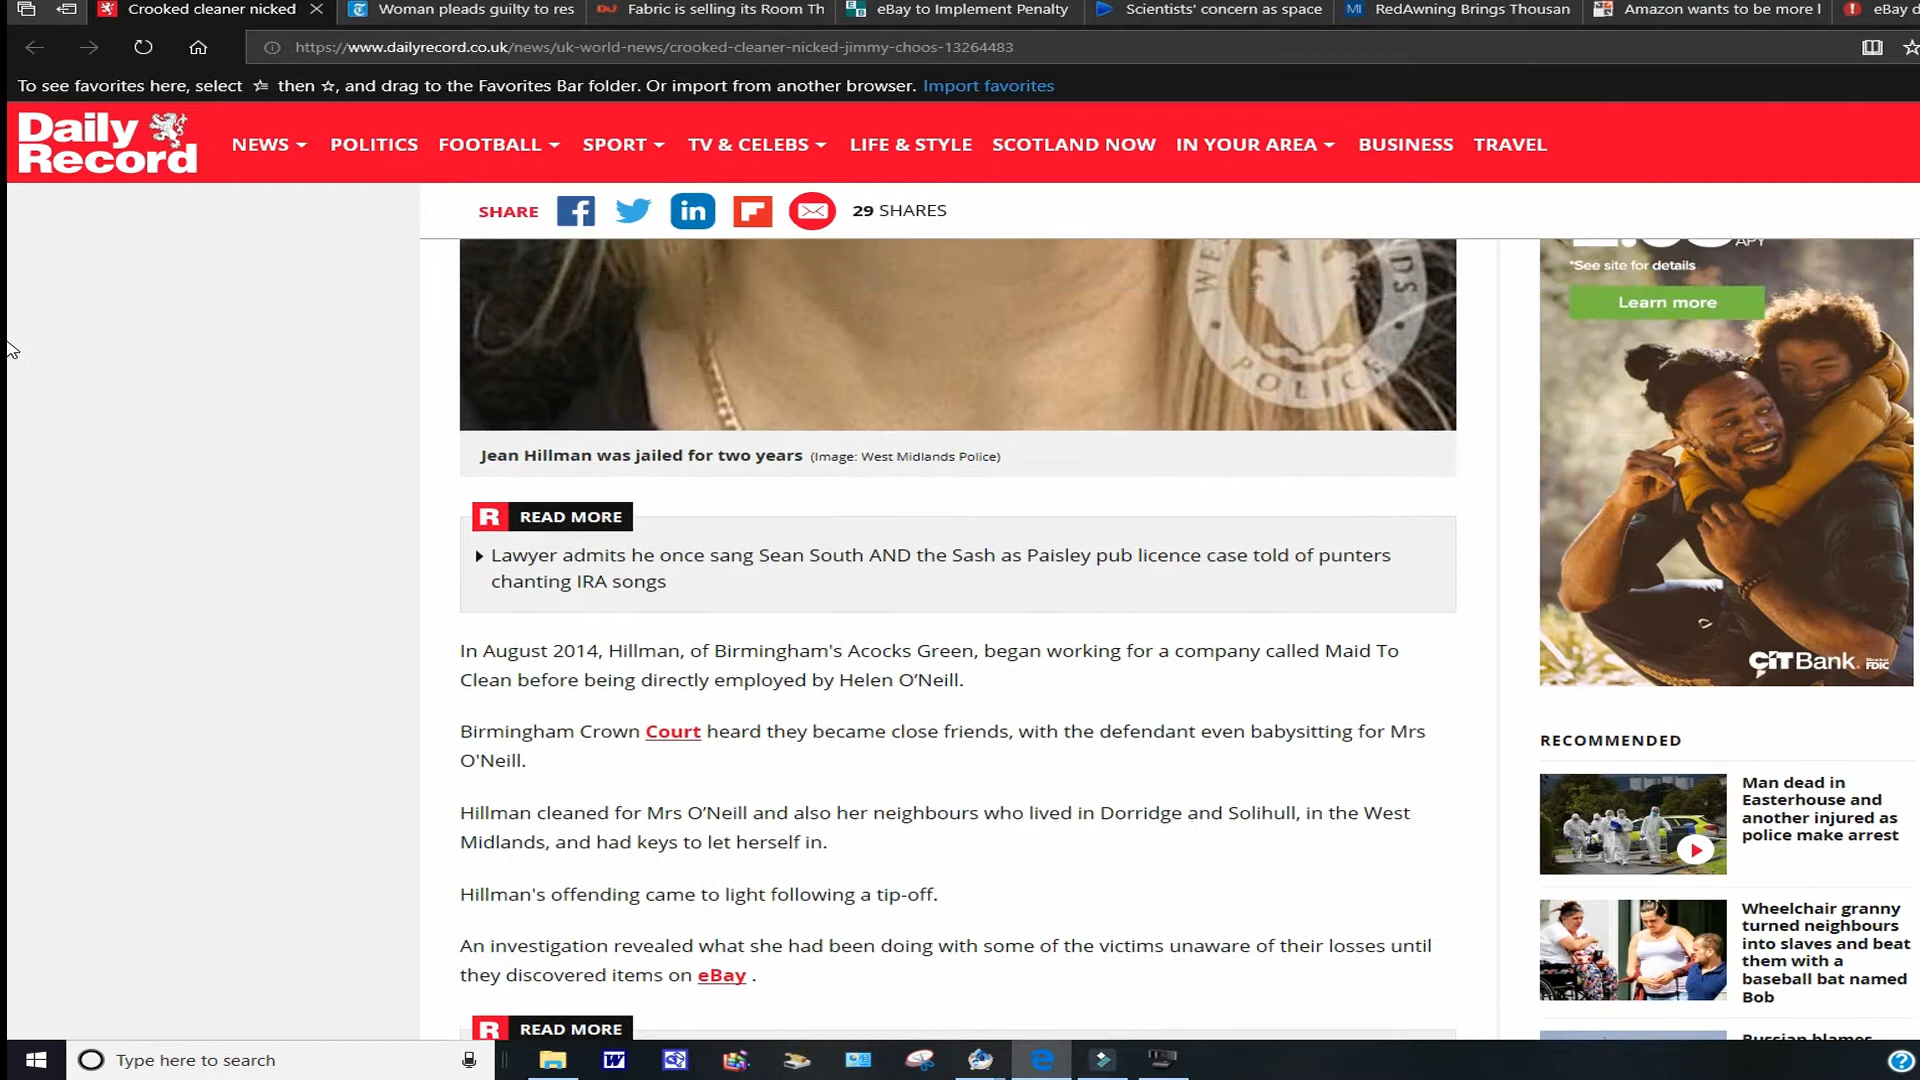 Crooked cleaner nicked
Woman pleads guilty to res
Fabric is selling its Room Th
eBay to Implement Penalty
Scientists' concern as space
RedAwning Brings Thousan
Amazon wants to be more l
eBay d
https://www.dailyrecord.co.uk/news/uk-world-news/crooked-cleaner-nicked-jimmy-choos-13264483
To see favorites here, select then ☆, and drag to the Favorites Bar folder. Or import from another browser. Import favorites
Daily
Record
NEWS POLITICS FOOTBALL SPORT TV & CELEBS LIFE & STYLE SCOTLAND NOW IN YOUR AREA BUSINESS TRAVEL
SHARE 29 SHARES
POLICE
Jean Hillman was jailed for two years (Image: West Midlands Police)
R READ MORE
Lawyer admits he once sang Sean South AND the Sash as Paisley pub licence case told of punters
chanting IRA songs
In August 2014, Hillman, of Birmingham's Acocks Green, began working for a company called Maid To
Clean before being directly employed by Helen O’Neill.
Birmingham Crown Court heard they became close friends, with the defendant even babysitting for Mrs
O'Neill.
Hillman cleaned for Mrs O’Neill and also her neighbours who lived in Dorridge and Solihull, in the West
Midlands, and had keys to let herself in.
Hillman's offending came to light following a tip-off.
An investigation revealed what she had been doing with some of the victims unaware of their losses until
they discovered items on eBay .
R READ MORE
APY
*See site for details
Learn more
CIT Bank.
FDIC
RECOMMENDED
Man dead in
Easterhouse and
another injured as
police make arrest
Wheelchair granny
turned neighbours
into slaves and beat
them with a
baseball bat named
Bob
Russian blames
Type here to search